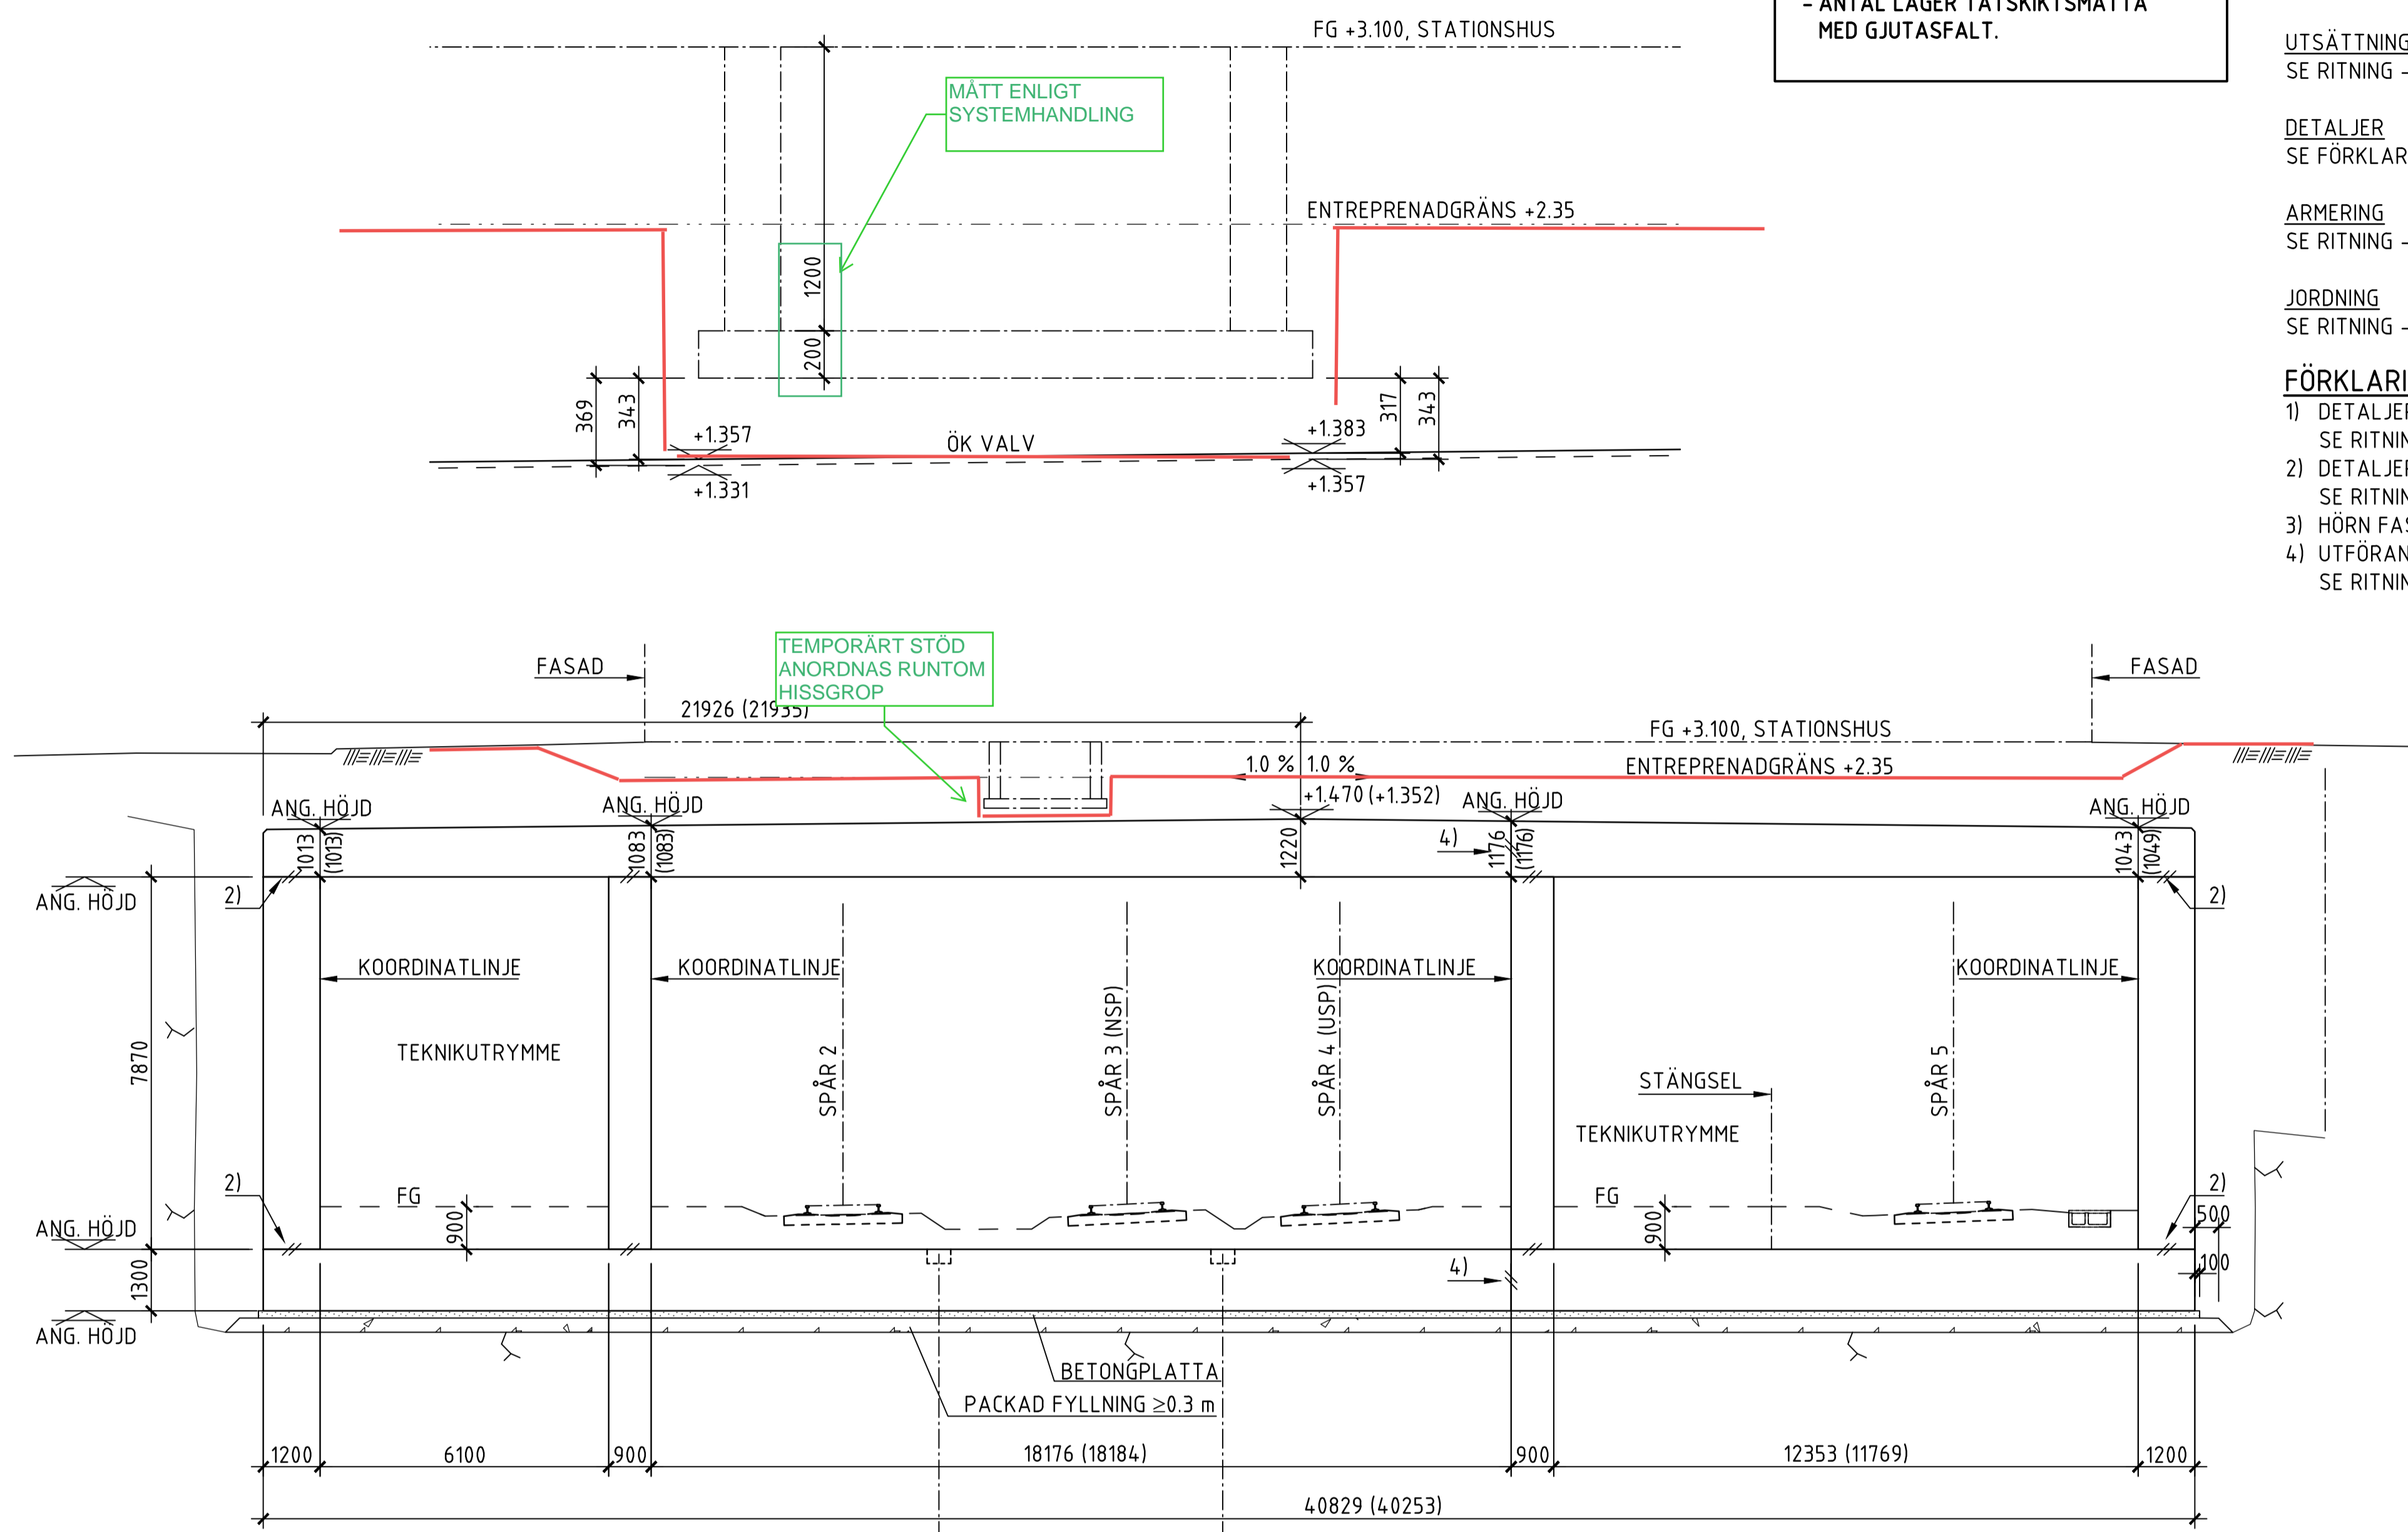 - ANTAL LAGER TÄTSKIKTSMATTA
MED GJUTASFALT.
UTSÄTTNING
SE RITNING -
DETALJER
SE FÖRKLAR
ARMERING
SE RITNING -
JORDNING
SE RITNING -
FÖRKLARI
1) DETALJER
SE RITNIN
2) DETALJER
SE RITNIN
3) HÖRN FAS
4) UTFÖRAN
SE RITNIN
FG +3.100, STATIONSHUS
MÅTT ENLIGT
SYSTEMHANDLING
ENTREPRENADGRÄNS +2.35
1200
200
369
343
317
343
+1.357
ÖK VALV
+1.383
+1.331
+1.357
TEMPORÄRT STÖD
ANORDNAS RUNTOM
HISSGROP
FASAD
FASAD
21926 (21935)
FG +3.100, STATIONSHUS
1.0 %
1.0 %
ENTREPRENADGRÄNS +2.35
+1.470 (+1.352)
ANG. HÖJD
ANG. HÖJD
ANG. HÖJD
ANG. HÖJD
1013
(1013)
1083
(1083)
1220
4)
1176
(1176)
1043
(1049)
ANG. HÖJD
2)
2)
KOORDINATLINJE
KOORDINATLINJE
KOORDINATLINJE
KOORDINATLINJE
7870
TEKNIKUTRYMME
SPÅR 2
SPÅR 3 (NSP)
SPÅR 4 (USP)
STÄNGSEL
TEKNIKUTRYMME
SPÅR 5
2)
FG
900
FG
900
2)
500
100
ANG. HÖJD
1300
4)
ANG. HÖJD
BETONGPLATTA
PACKAD FYLLNING ≥0.3 m
1200
6100
900
18176 (18184)
900
12353 (11769)
1200
40829 (40253)